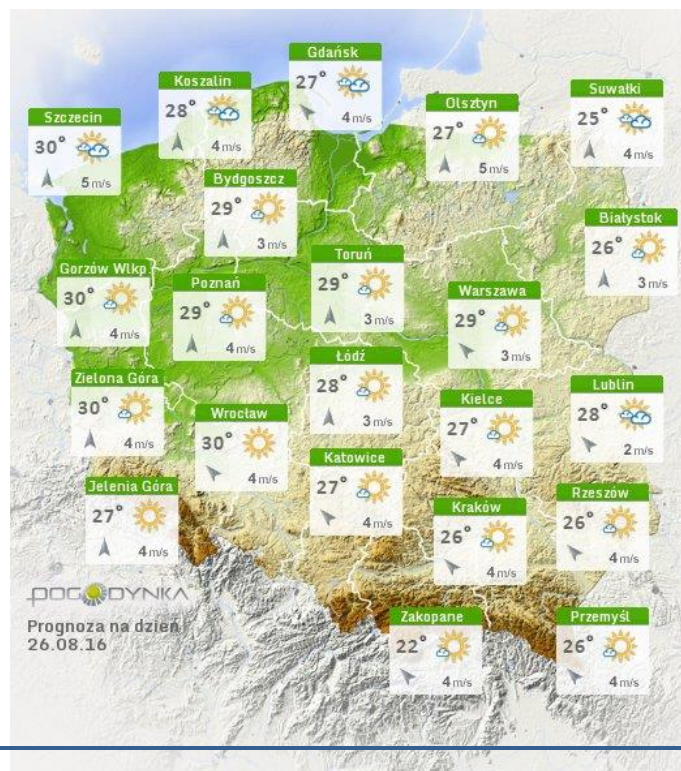 Gdańsk
27°
4 m/s
Koszalin
28°
4 m/s
Suwałki
25°
4 m/s
Olsztyn
27°
5 m/s
Szczecin
30°
5 m/s
Bydgoszcz
29°
3 m/s
Białystok
26°
3 m/s
Toruń
29°
3 m/s
Gorzów Wlkp.
30°
4 m/s
Poznań
29°
4 m/s
Warszawa
29°
3 m/s
Łódź
28°
3 m/s
Zielona Góra
30°
4 m/s
Lublin
28°
2 m/s
Kielce
27°
4 m/s
Wrocław
30°
4 m/s
Katowice
27°
4 m/s
Jelenia Góra
27°
4 m/s
Rzeszów
26°
4 m/s
Kraków
26°
4 m/s
POGODYNKA
Prognoza na dzień
26.08.16
Zakopane
22°
4 m/s
Przemyśl
26°
4 m/s